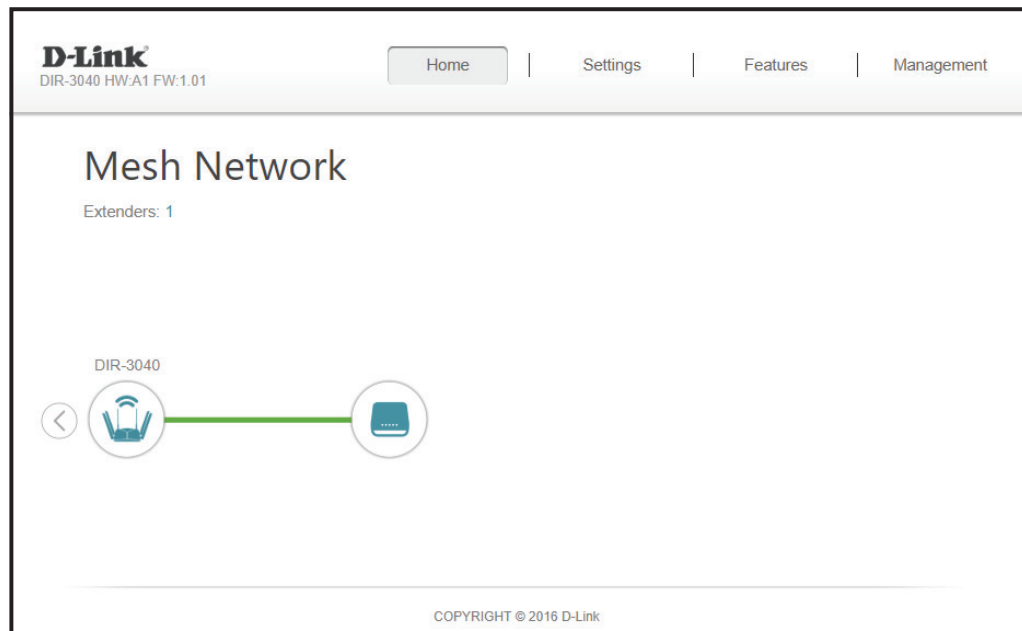 D-Link
DIR-3040 HW:A1 FW:1.01
Home
Settings
Features
Management
Mesh Network
Extenders: 1
DIR-3040
COPYRIGHT © 2016 D-Link